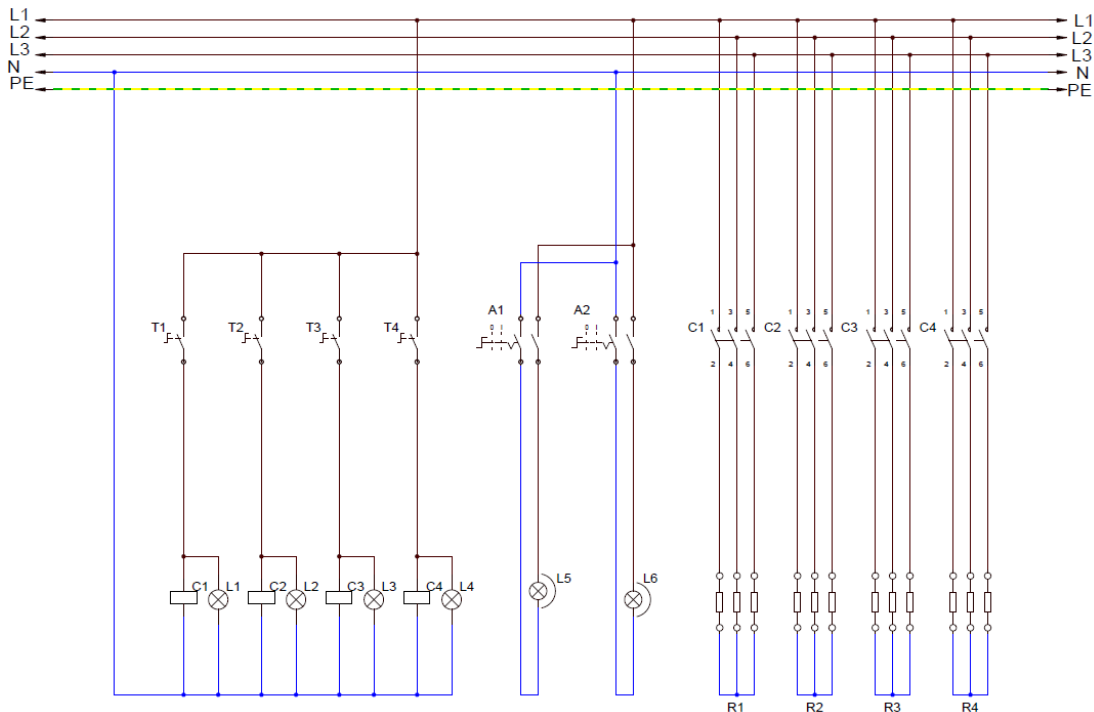 L1 L1
L2 L2
L3 L3
N N
PE PE
T1 T2 T3 T4 A1 0 1 A2 0 1 C1 1 3 5 C2 1 3 5 C3 1 3 5 C4 1 3 5
2 4 6 2 4 6 2 4 6 2 4 6
C1 L1 C2 L2 C3 L3 C4 L4 L5 L6
R1 R2 R3 R4